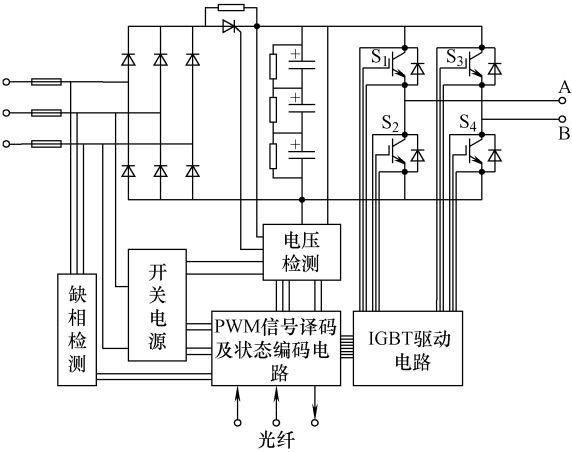 S1
S3
A
S2
S4
B
+
+
+
电压
检测
开
关
电
源
缺
相
检
测
PWM信号译码
及状态编码电
路
IGBT驱动
电路
光纤